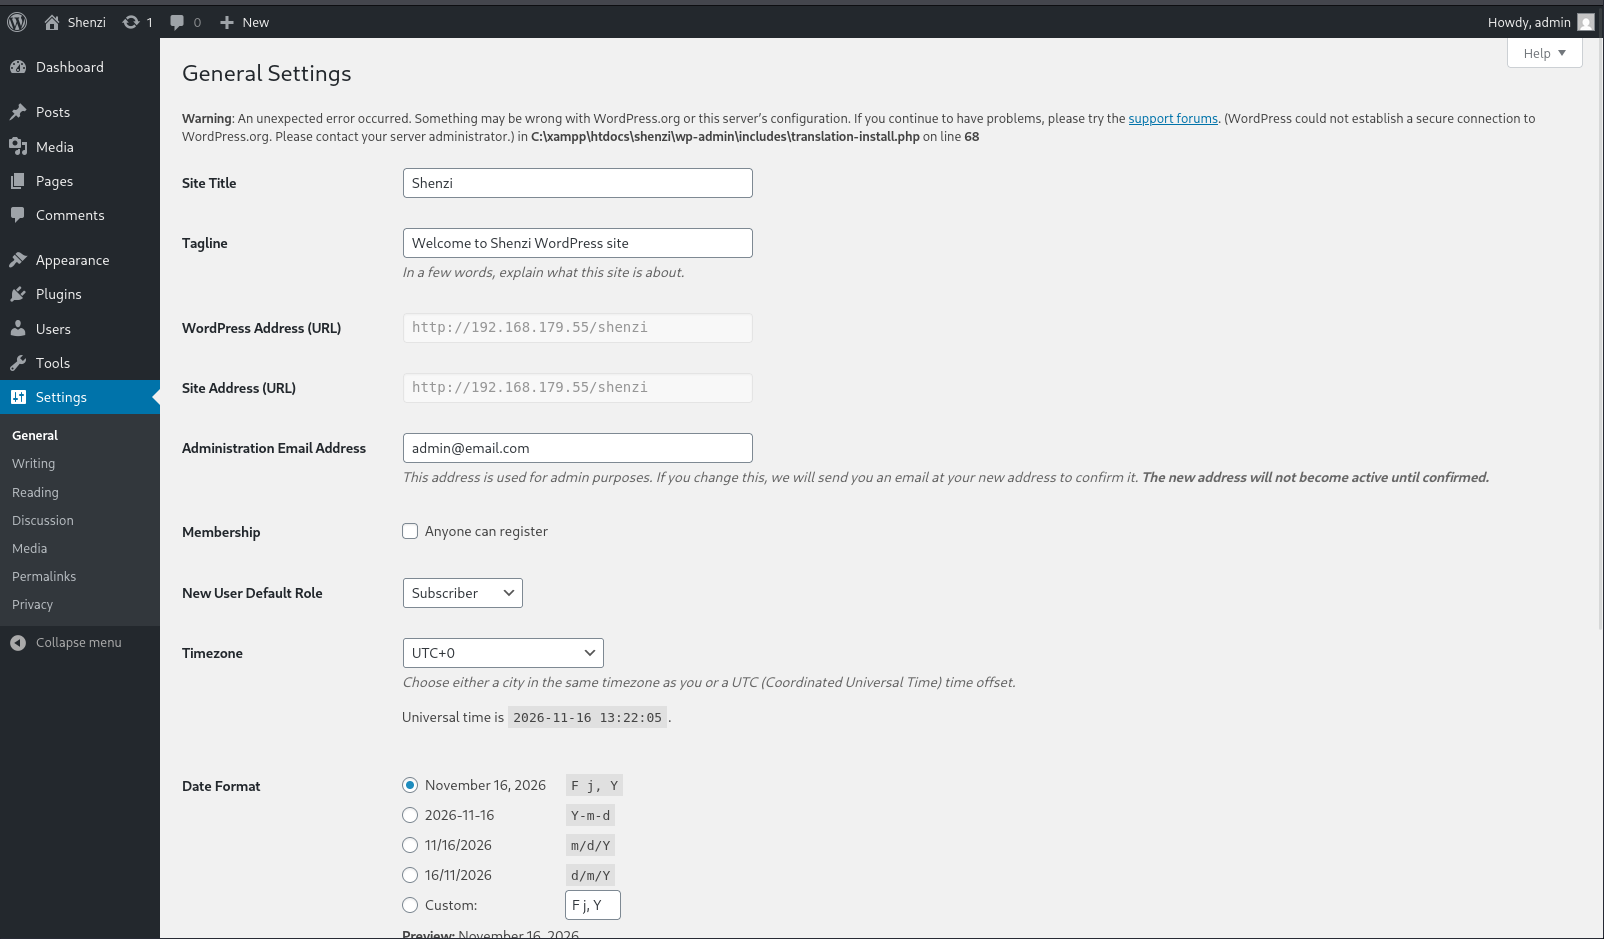 Shenzi 1 0 New Howdy, admin
Help
Dashboard
Posts
Media
Pages
Comments
Appearance
Plugins
Users
Tools
Settings
General
Writing
Reading
Discussion
Media
Permalinks
Privacy
Collapse menu
General Settings
Warning: An unexpected error occurred. Something may be wrong with WordPress.org or this server’s configuration. If you continue to have problems, please try the support forums. (WordPress could not establish a secure connection to
WordPress.org. Please contact your server administrator.) in C:\xampp\htdocs\shenzi\wp-admin\includes\translation-install.php on line 68
Site Title Shenzi
Tagline Welcome to Shenzi WordPress site
In a few words, explain what this site is about.
WordPress Address (URL) http://192.168.179.55/shenzi
Site Address (URL) http://192.168.179.55/shenzi
Administration Email Address admin@email.com
This address is used for admin purposes. If you change this, we will send you an email at your new address to confirm it. The new address will not become active until confirmed.
Membership Anyone can register
New User Default Role Subscriber
Timezone UTC+0
Choose either a city in the same timezone as you or a UTC (Coordinated Universal Time) time offset.
Universal time is 2026-11-16 13:22:05 .
Date Format November 16, 2026 F j, Y
2026-11-16 Y-m-d
11/16/2026 m/d/Y
16/11/2026 d/m/Y
Custom: F j, Y
Preview: November 16, 2026